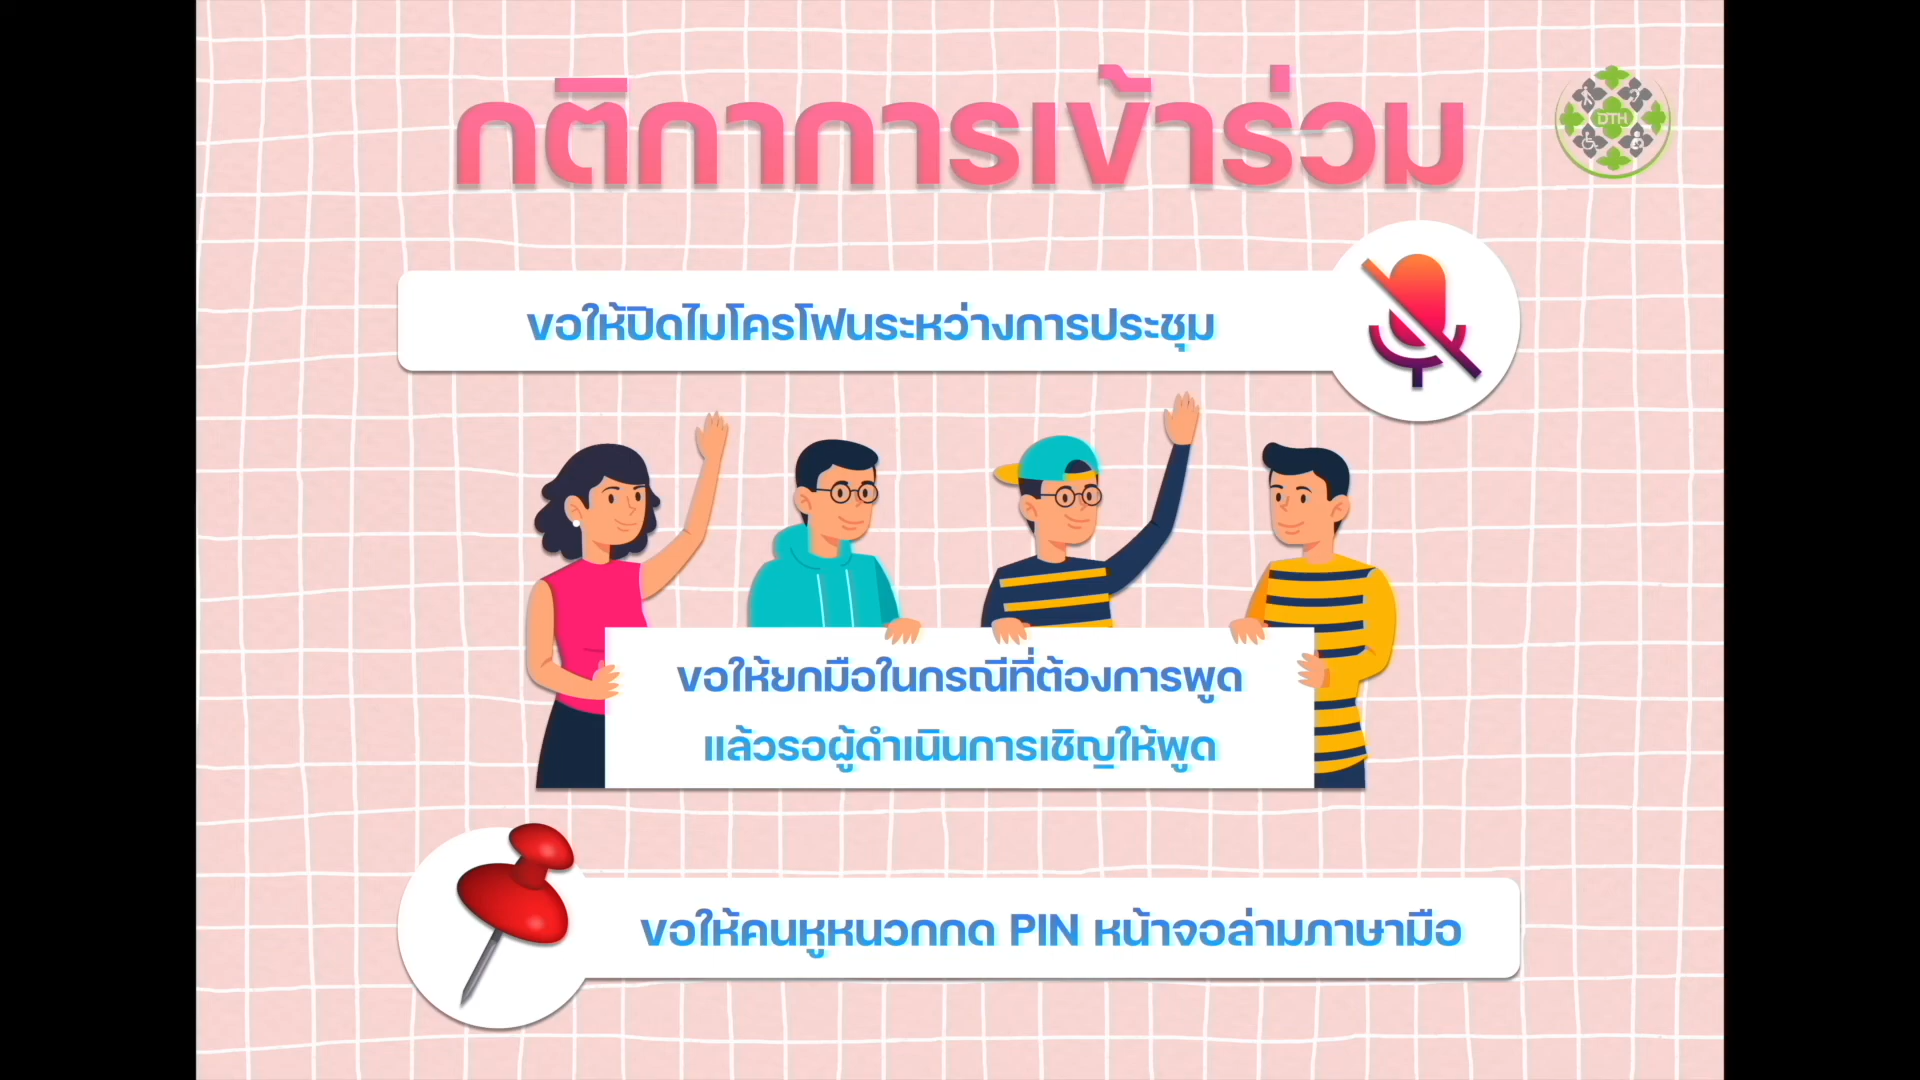 กติกาการเข้าร่วม
DTH
ขอให้ปิดไมโครโฟนระหว่างการประชุม
ขอให้ยกมือในกรณีที่ต้องการพูด
แล้วรอผู้ดำเนินการเชิญให้พูด
ขอให้คนหูหนวกกด PIN หน้าจอล่ามภาษามือ